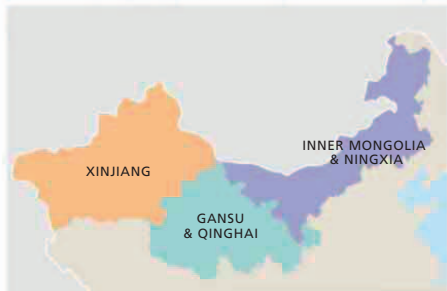 XINJIANG
GANSU
& QINGHAI
INNER MONGOLIA
& NINGXIA